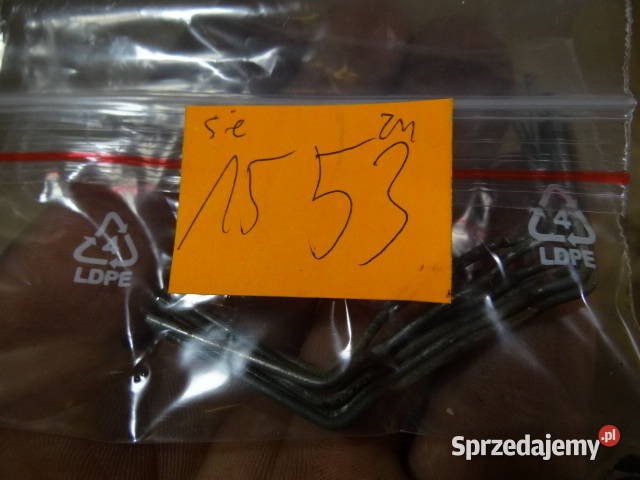 sie zm
15 53
4 4
LDPE LDPE
Sprzedajemy.pl